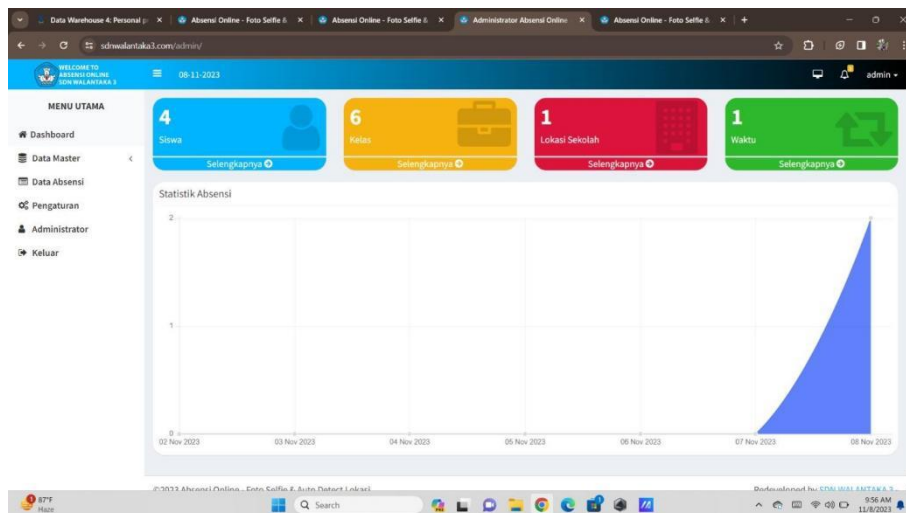 Data Warehouse 4: Personal p
Absensi Online - Foto Selfie &
Absensi Online - Foto Selfie &
Administrator Absensi Online
Absensi Online - Foto Selfie &
sdnwalantaka3.com/admin/
WELCOME TO
ABSENSI ONLINE
SDN WALANTAKA 3
08-11-2023
admin
MENU UTAMA
Dashboard
Data Master
Data Absensi
Pengaturan
Administrator
Keluar
4
Siswa
Selengkapnya
6
Kelas
Selengkapnya
1
Lokasi Sekolah
Selengkapnya
1
Waktu
Selengkapnya
Statistik Absensi
2
1
0
02 Nov 2023
03 Nov 2023
04 Nov 2023
05 Nov 2023
06 Nov 2023
07 Nov 2023
08 Nov 2023
©2023 Absensi Online - Foto Selfie & Auto Detect Lokasi
Redeveloped by SDN WALANTAKA 3 -
1
87°F
Haze
Search
9:56 AM
11/8/2023